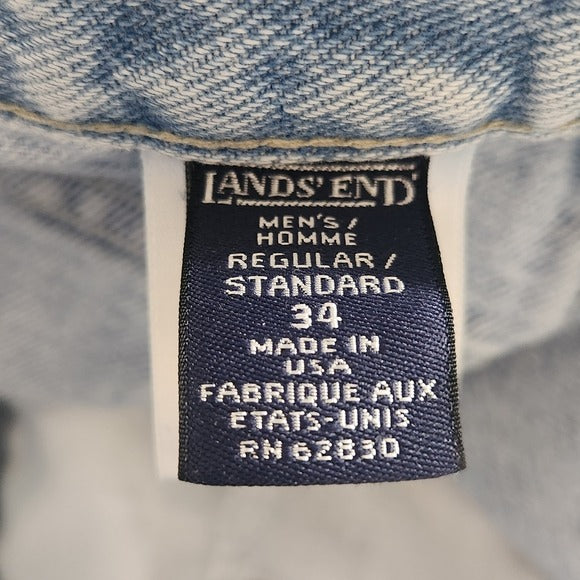 LANDS' END
MEN'S /
HOMME
REGULAR /
STANDARD
34
MADE IN
USA
FABRIQUE AUX
ETATS-UNIS
RN 62830